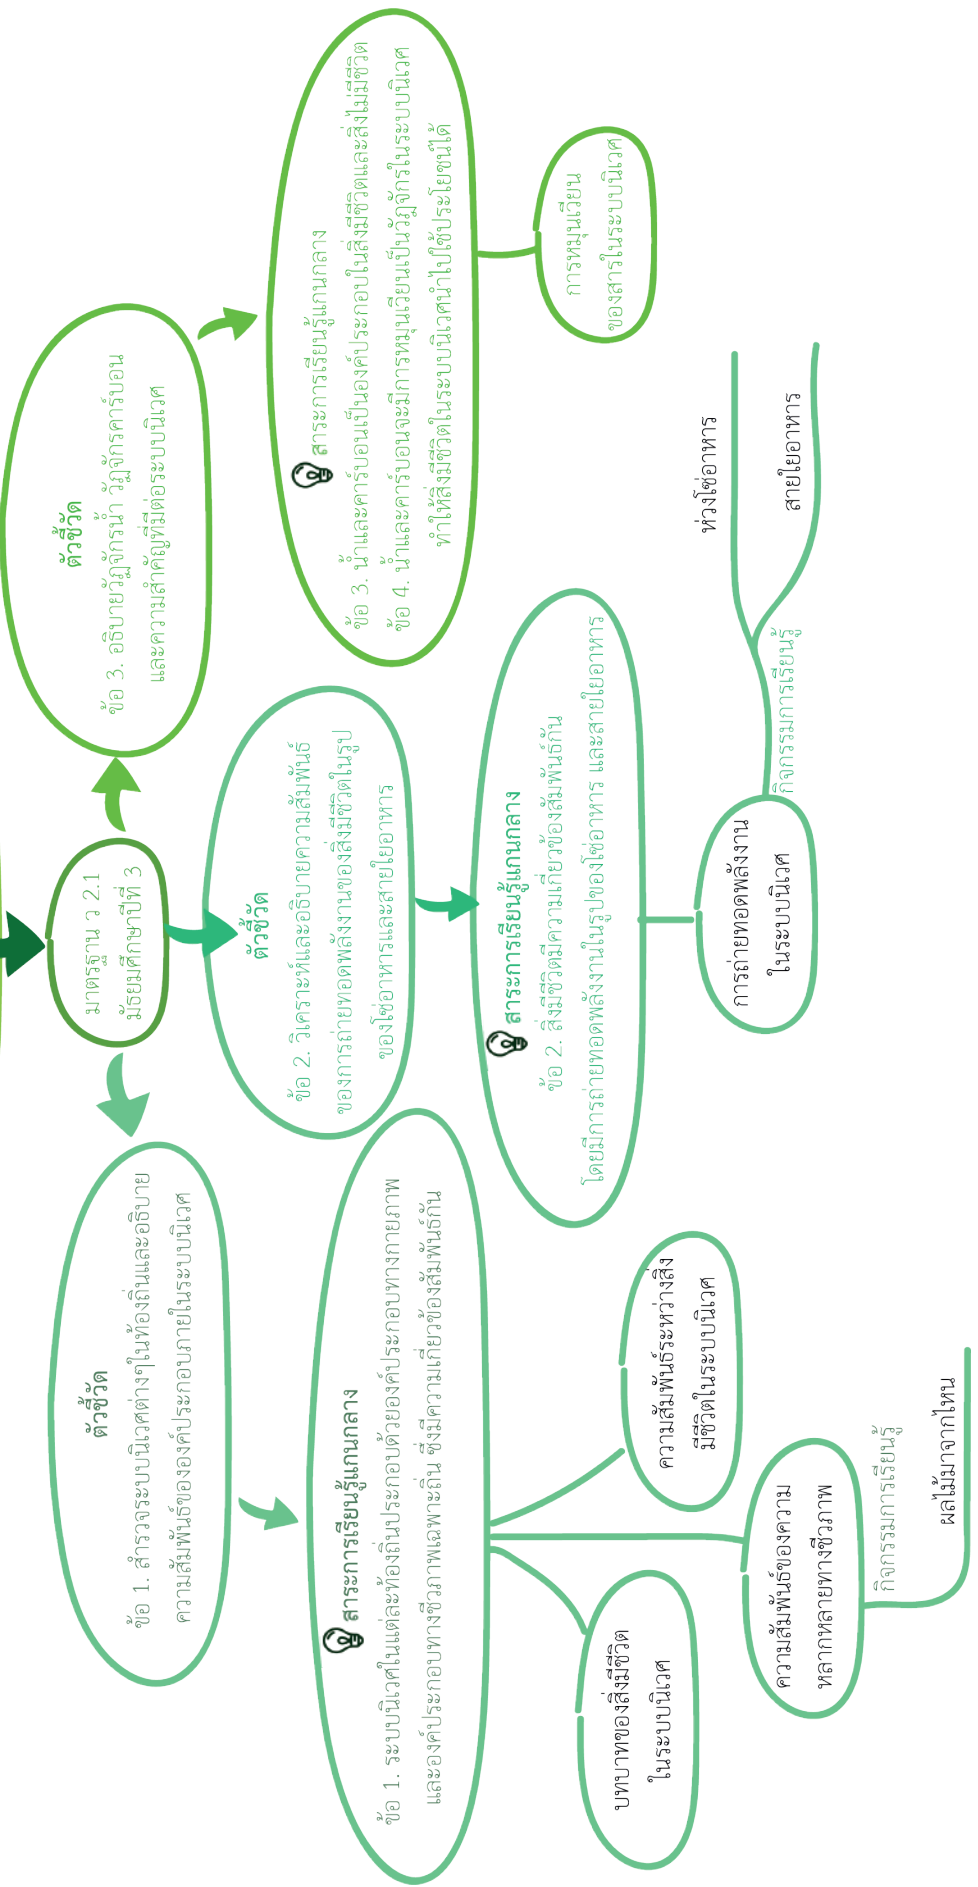 มาตรฐาน ว 2.1
มัธยมศึกษาปีที่ 3
ตัวชี้วัด
ข้อ 1. สำรวจระบบนิเวศต่างๆในท้องถิ่นและอธิบาย
ความสัมพันธ์ขององค์ประกอบภายในระบบนิเวศ
สาระการเรียนรู้แกนกลาง
ข้อ 1. ระบบนิเวศในแต่ละท้องถิ่นประกอบด้วยองค์ประกอบทางกายภาพ
และองค์ประกอบทางชีวภาพเฉพาะถิ่น ซึ่งมีความเกี่ยวข้องสัมพันธ์กัน
บทบาทของสิ่งมีชีวิต
ในระบบนิเวศ
ความสัมพันธ์ของความ
หลากหลายทางชีวภาพ
กิจกรรมการเรียนรู้
ผลไม้มาจากไหน
ความสัมพันธ์ระหว่างสิ่ง
มีชีวิตในระบบนิเวศ
ตัวชี้วัด
ข้อ 2. วิเคราะห์และอธิบายความสัมพันธ์
ของการถ่ายทอดพลังงานของสิ่งมีชีวิตในรูป
ของโซ่อาหารและสายใยอาหาร
สาระการเรียนรู้แกนกลาง
ข้อ 2. สิ่งมีชีวิตมีความเกี่ยวข้องสัมพันธ์กัน
โดยมีการถ่ายทอดพลังงานในรูปของโซ่อาหาร และสายใยอาหาร
การถ่ายทอดพลังงาน
ในระบบนิเวศ
กิจกรรมการเรียนรู้
ห่วงโซ่อาหาร
สายใยอาหาร
ตัวชี้วัด
ข้อ 3. อธิบายวัฏจักรน้ำ วัฏจักรคาร์บอน
และความสำคัญที่มีต่อระบบนิเวศ
สาระการเรียนรู้แกนกลาง
ข้อ 3. น้ำและคาร์บอนเป็นองค์ประกอบในสิ่งมีชีวิตและสิ่งไม่มีชีวิต
ข้อ 4. น้ำและคาร์บอนจะมีการหมุนเวียนเป็นวัฏจักรในระบบนิเวศ
ทำให้สิ่งมีชีวิตในระบบนิเวศนำไปใช้ประโยชน์ได้
การหมุนเวียน
ของสารในระบบนิเวศ